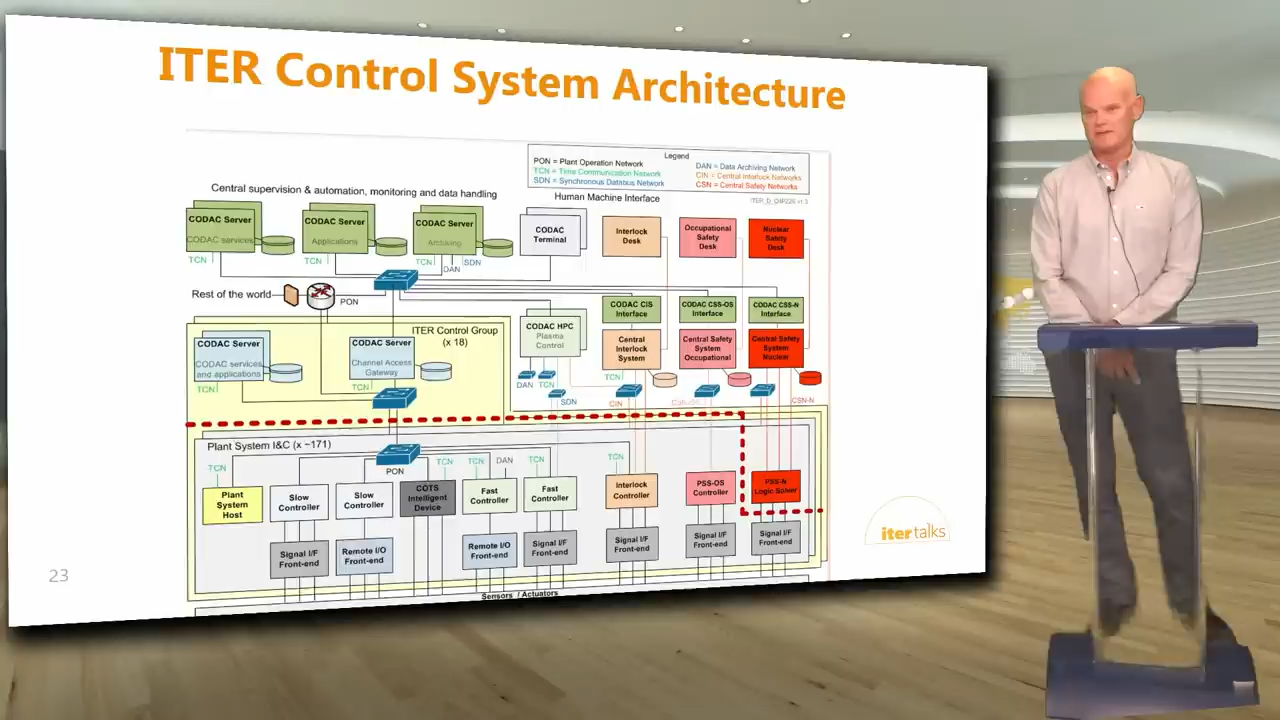 ITER Control System Architecture
Legend
PON = Plant Operation Network
TCN = Time Communication Network
SDN = Synchronous Databus Network
DAN = Data Archiving Network
CIN = Central Interlock Networks
CSN = Central Safety Networks
Central supervision & automation, monitoring and data handling
Human Machine Interface
CODAC Server
CODAC services
TCN
CODAC Server
Applications
TCN
CODAC Server
Archiving
TCN
DAN
SDN
CODAC
Terminal
Interlock
Desk
Occupational
Safety
Desk
Nuclear
Safety
Desk
Rest of the world
PON
ITER Control Group
(x 18)
CODAC Server
CODAC services
and applications
TCN
CODAC Server
Channel Access
Gateway
TCN
CODAC HPC
Plasma
Control
DAN
TCN
SDN
CODAC CIS
Interface
CODAC CSS-OS
Interface
CODAC CSS-N
Interface
Central
Interlock
System
TCN
CIN
Central Safety
System
Occupational
Central Safety
System
Nuclear
CSN-N
Plant System I&C (x ~171)
TCN
PON
TCN
TCN
DAN
TCN
TCN
Plant
System
Host
Slow
Controller
Slow
Controller
COTS
Intelligent
Device
Fast
Controller
Fast
Controller
Interlock
Controller
PSS-OS
Controller
PSS-N
Logic Solver
Signal I/F
Front-end
Remote I/O
Front-end
Remote I/O
Front-end
Signal I/F
Front-end
Signal I/F
Front-end
Signal I/F
Front-end
Signal I/F
Front-end
Sensors / Actuators
iter talks
23